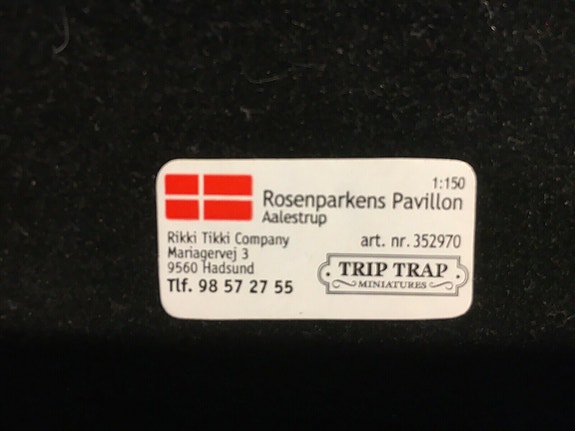 1:150
Rosenparkens Pavillon
Aalestrup
Rikki Tikki Company
Mariagervej 3
9560 Hadsund
Tlf. 98 57 27 55
art. nr. 352970
TRIP TRAP
MINIATURES